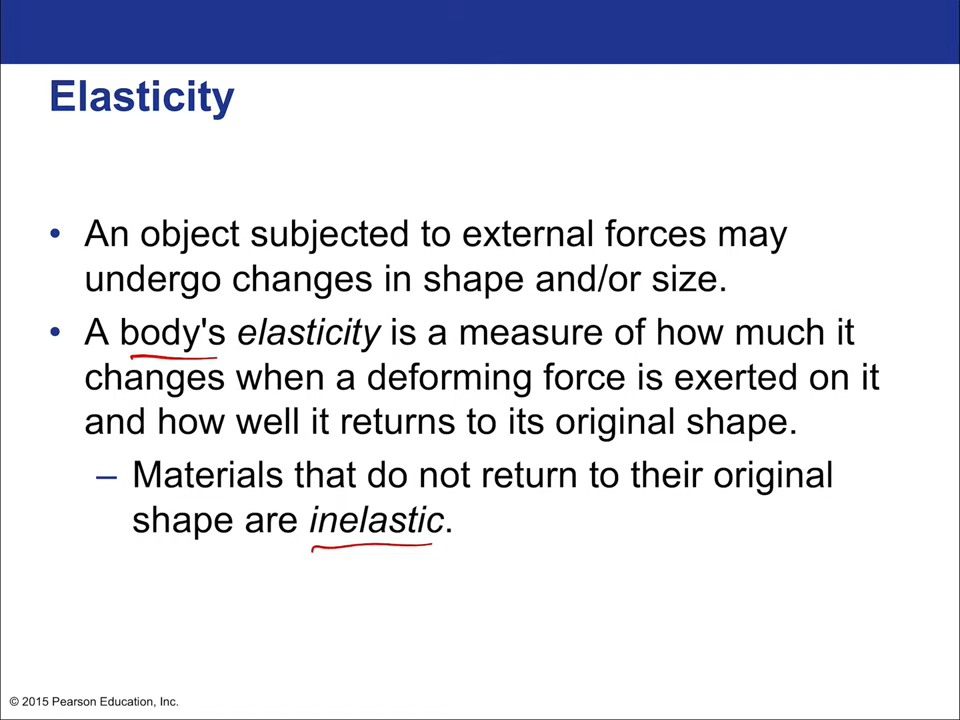 Elasticity
• An object subjected to external forces may
undergo changes in shape and/or size.
• A body's elasticity is a measure of how much it
changes when a deforming force is exerted on it
and how well it returns to its original shape.
– Materials that do not return to their original
shape are inelastic.
© 2015 Pearson Education, Inc.